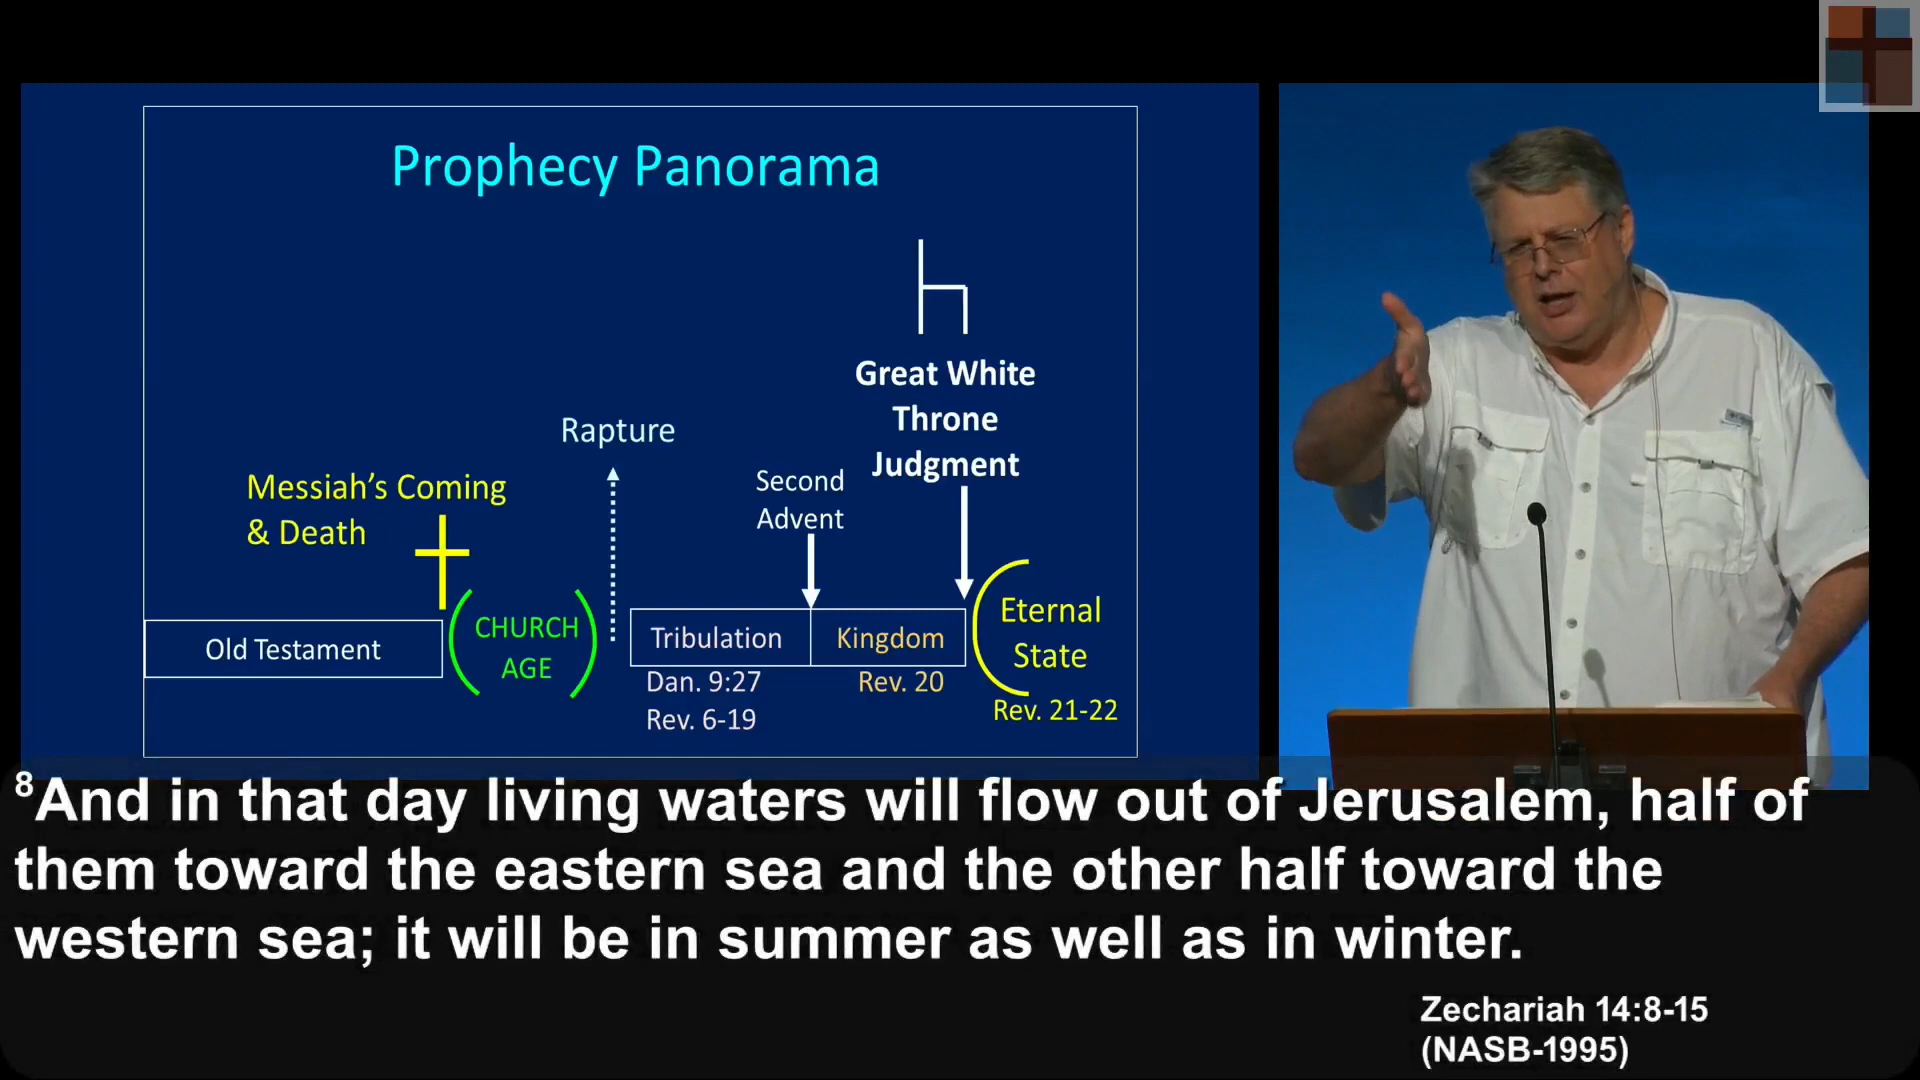 Prophecy Panorama
Great White
Throne
Judgment
Rapture
Second
Advent
Messiah's Coming
& Death
Old Testament
CHURCH
AGE
Tribulation
Kingdom
Eternal
State
Dan. 9:27
Rev. 6-19
Rev. 20
Rev. 21-22
8And in that day living waters will flow out of Jerusalem, half of
them toward the eastern sea and the other half toward the
western sea; it will be in summer as well as in winter.
Zechariah 14:8-15
(NASB-1995)